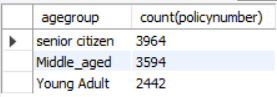 agegroup count(policynumber)
senior citizen 3964
Middle_aged 3594
Young Adult 2442